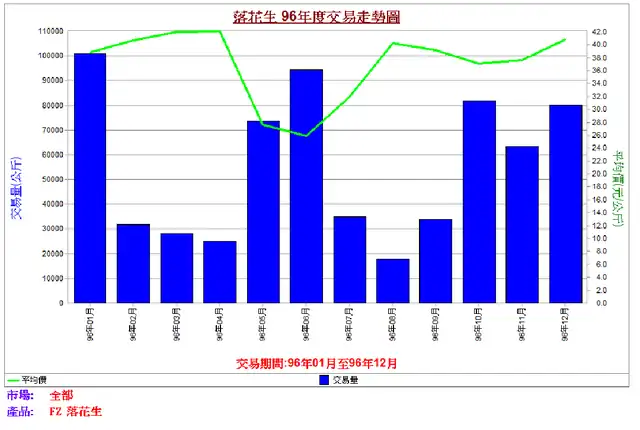 落花生 96年度交易走勢圖
110000
100000
90000
80000
70000
60000
50000
40000
30000
20000
10000
0
交易量(公斤)
42.0
40.0
38.0
36.0
34.0
32.0
30.0
28.0
26.0
24.0
22.0
20.0
18.0
16.0
14.0
12.0
10.0
8.0
6.0
4.0
2.0
0.0
平均價(元/公斤)
96年01月
96年02月
96年03月
96年04月
96年05月
96年06月
96年07月
96年08月
96年09月
96年10月
96年11月
96年12月
交易期間:96年01月至96年12月
平均價 交易量
市場: 全部
產品: FZ 落花生